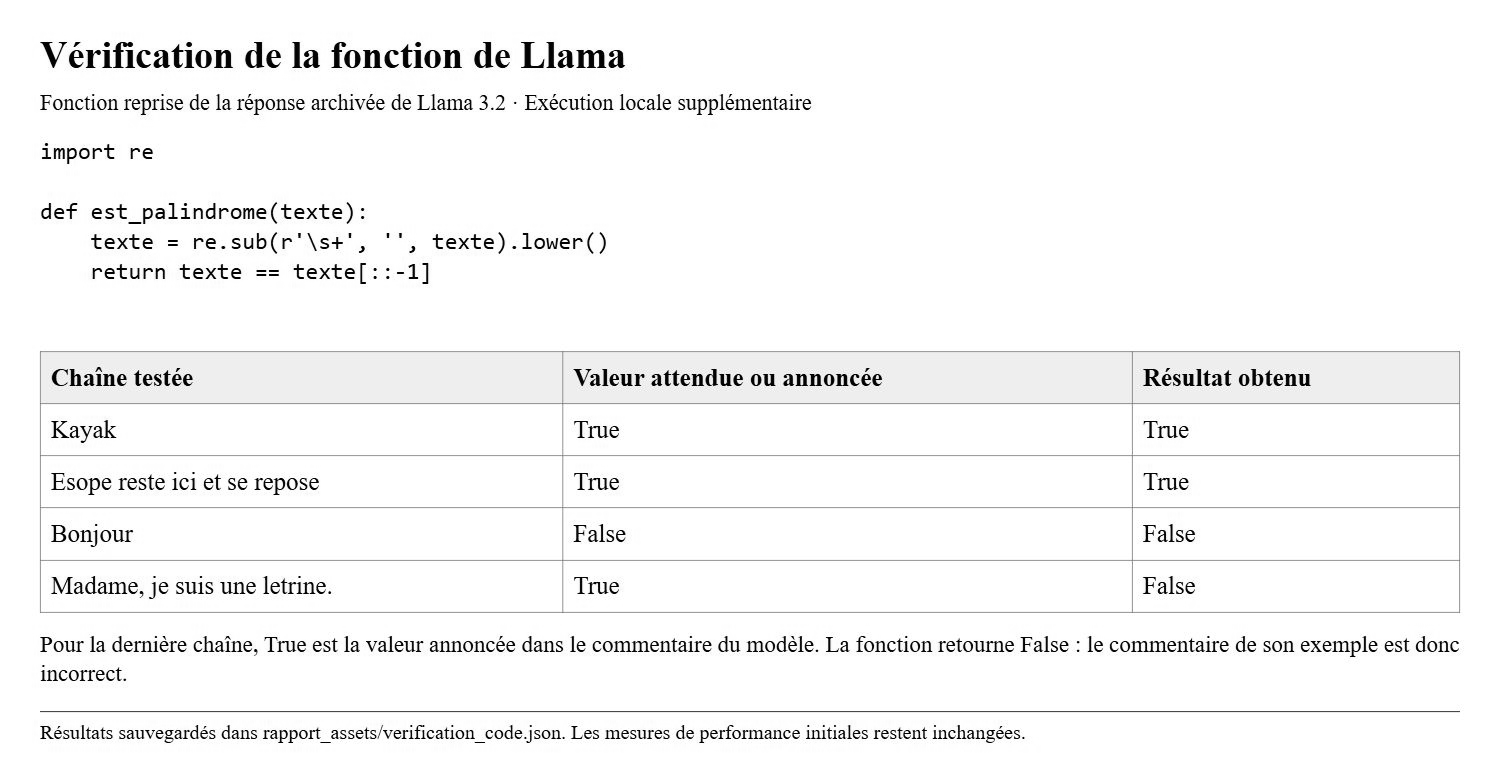 Vérification de la fonction de Llama
Fonction reprise de la réponse archivée de Llama 3.2 · Exécution locale supplémentaire
import re
def est_palindrome(texte):
    texte = re.sub(r'\s+', '', texte).lower()
    return texte == texte[::-1]
Chaîne testée Valeur attendue ou annoncée Résultat obtenu
Kayak True True
Esope reste ici et se repose True True
Bonjour False False
Madame, je suis une letrine. True False
Pour la dernière chaîne, True est la valeur annoncée dans le commentaire du modèle. La fonction retourne False : le commentaire de son exemple est donc
incorrect.
Résultats sauvegardés dans rapport_assets/verification_code.json. Les mesures de performance initiales restent inchangées.